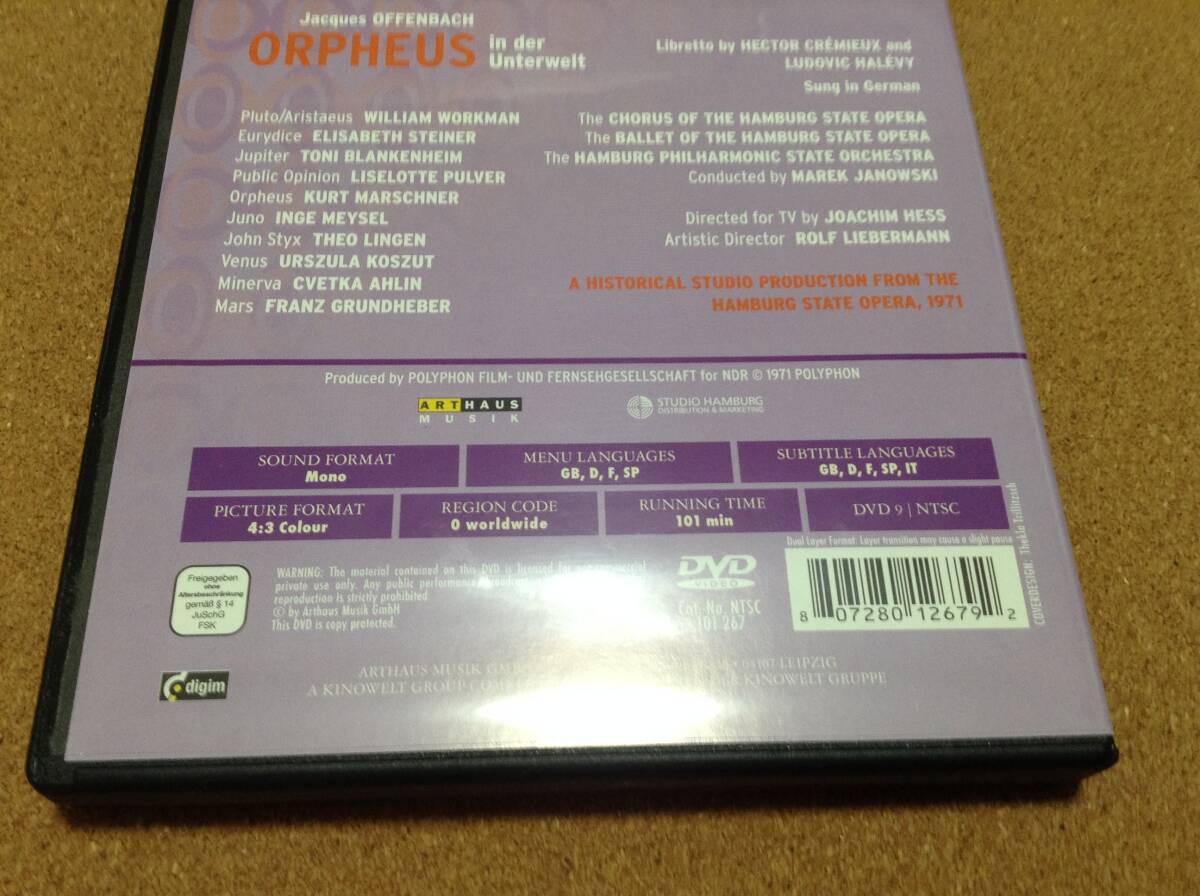 Jacques OFFENBACH
ORPHEUS in der Unterwelt
Libretto by HECTOR CRÉMIEUX and
LUDOVIC HALÉVY
Sung in German
Pluto/Aristaeus WILLIAM WORKMAN
Eurydice ELISABETH STEINER
Jupiter TONI BLANKENHEIM
Public Opinion LISELOTTE PULVER
Orpheus KURT MARSCHNER
Juno INGE MEYSEL
John Styx THEO LINGEN
Venus URSZULA KOSZUT
Minerva CVETKA AHLIN
Mars FRANZ GRUNDHEBER
The CHORUS OF THE HAMBURG STATE OPERA
The BALLET OF THE HAMBURG STATE OPERA
The HAMBURG PHILHARMONIC STATE ORCHESTRA
Conducted by MAREK JANOWSKI
Directed for TV by JOACHIM HESS
Artistic Director ROLF LIEBERMANN
A HISTORICAL STUDIO PRODUCTION FROM THE
HAMBURG STATE OPERA, 1971
Produced by POLYPHON FILM- UND FERNSEHGESELLSCHAFT for NDR © 1971 POLYPHON
ARTHAUS
MUSIK
STUDIO HAMBURG
DISTRIBUTION & MARKETING
SOUND FORMAT
Mono
MENU LANGUAGES
GB, D, F, SP
SUBTITLE LANGUAGES
GB, D, F, SP, IT
PICTURE FORMAT
4:3 Colour
REGION CODE
0 worldwide
RUNNING TIME
101 min
DVD 9 | NTSC
Dual Layer Format: Layer transition may cause a slight pause
Freigegeben
ohne
Altersbeschränkung
gemäß § 14
JuSchG
FSK
WARNING: The material contained on this DVD is licensed for
private use only. Any public performance, broadcast
reproduction is strictly prohibited
© by Arthaus Musik GmbH
This DVD is copy protected.
DVD
VIDEO
Cat.-No. NTSC
101 267
8 07280 12679 2
COVERDESIGN: Thekla Trillitzsch
digim
ARTHAUS MUSIK 04107 LEIPZIG
A KINOWELT GROUP KINOWELT GRUPPE